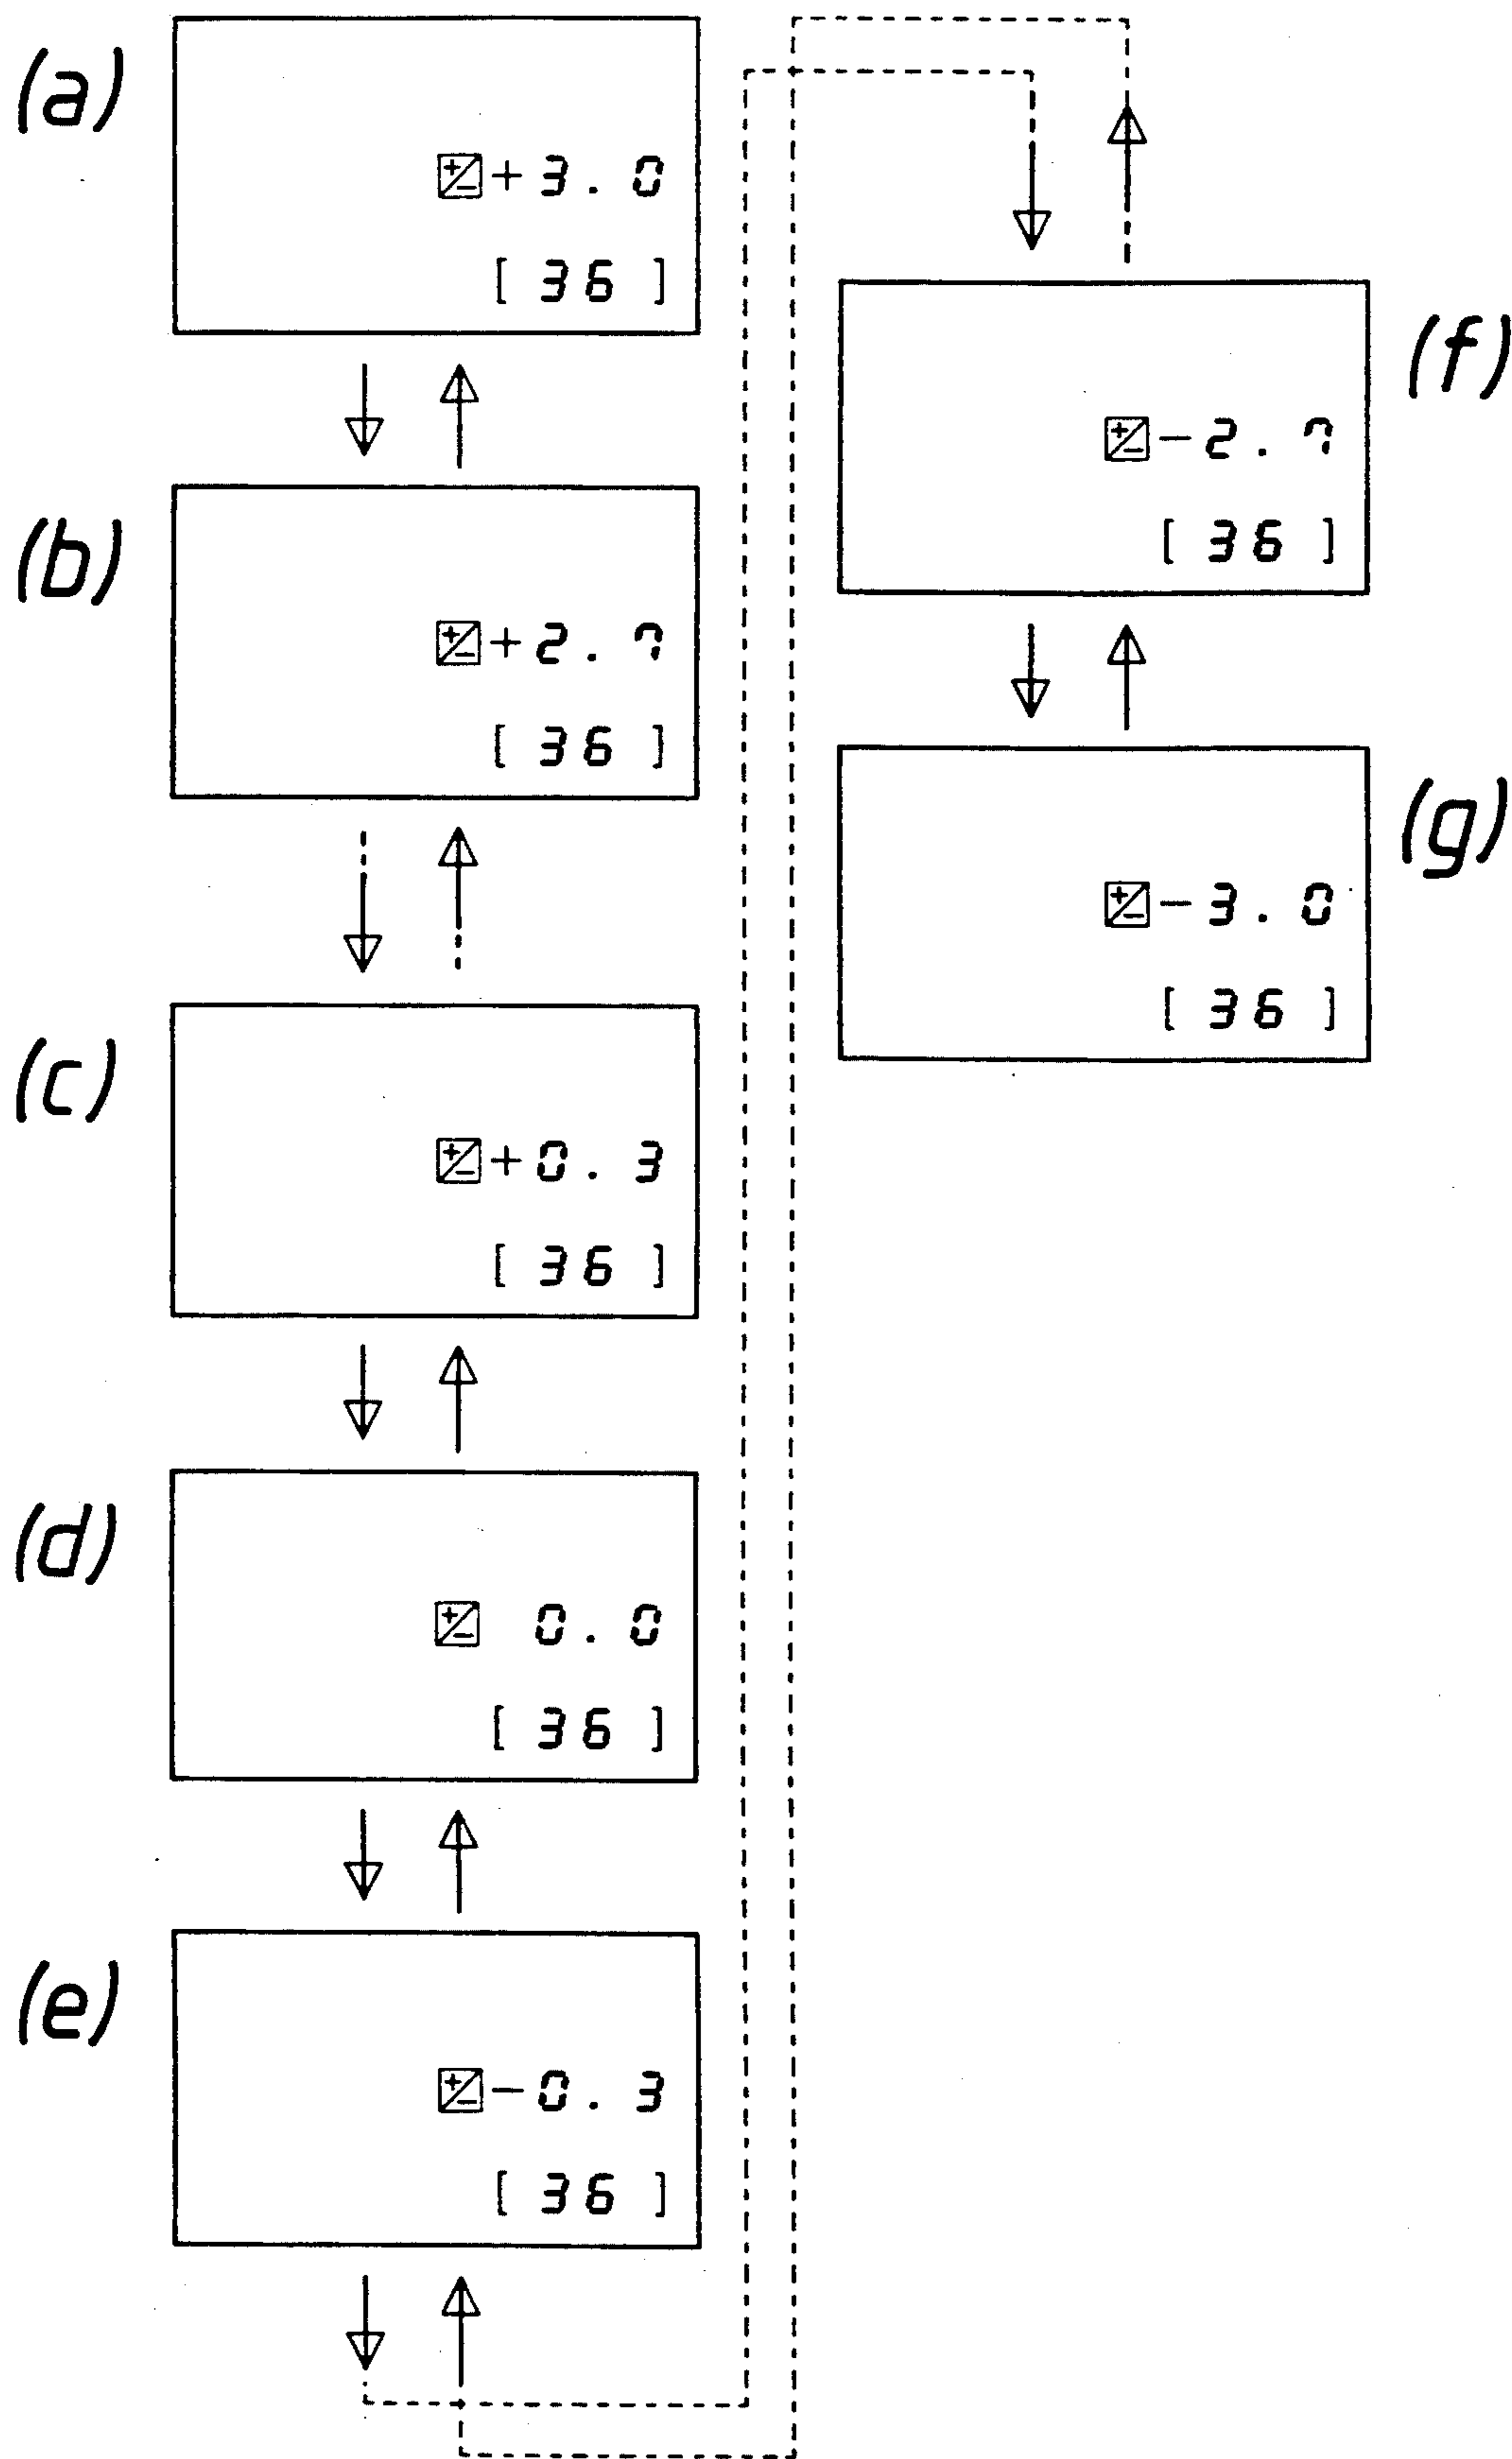 (a)
+/- +3.0
[ 36 ]
(b)
+/- +2.7
[ 36 ]
(c)
+/- +0.3
[ 36 ]
(d)
+/- 0.0
[ 36 ]
(e)
+/- -0.3
[ 36 ]
(f)
+/- -2.7
[ 36 ]
(g)
+/- -3.0
[ 36 ]